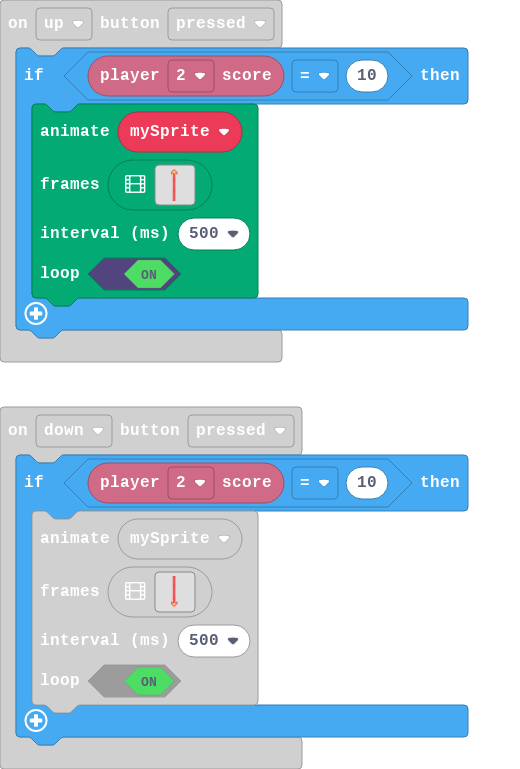 on up button pressed
if player 2 score = 10 then
animate mySprite
frames
interval (ms) 500
loop ON
on down button pressed
if player 2 score = 10 then
animate mySprite
frames
interval (ms) 500
loop ON